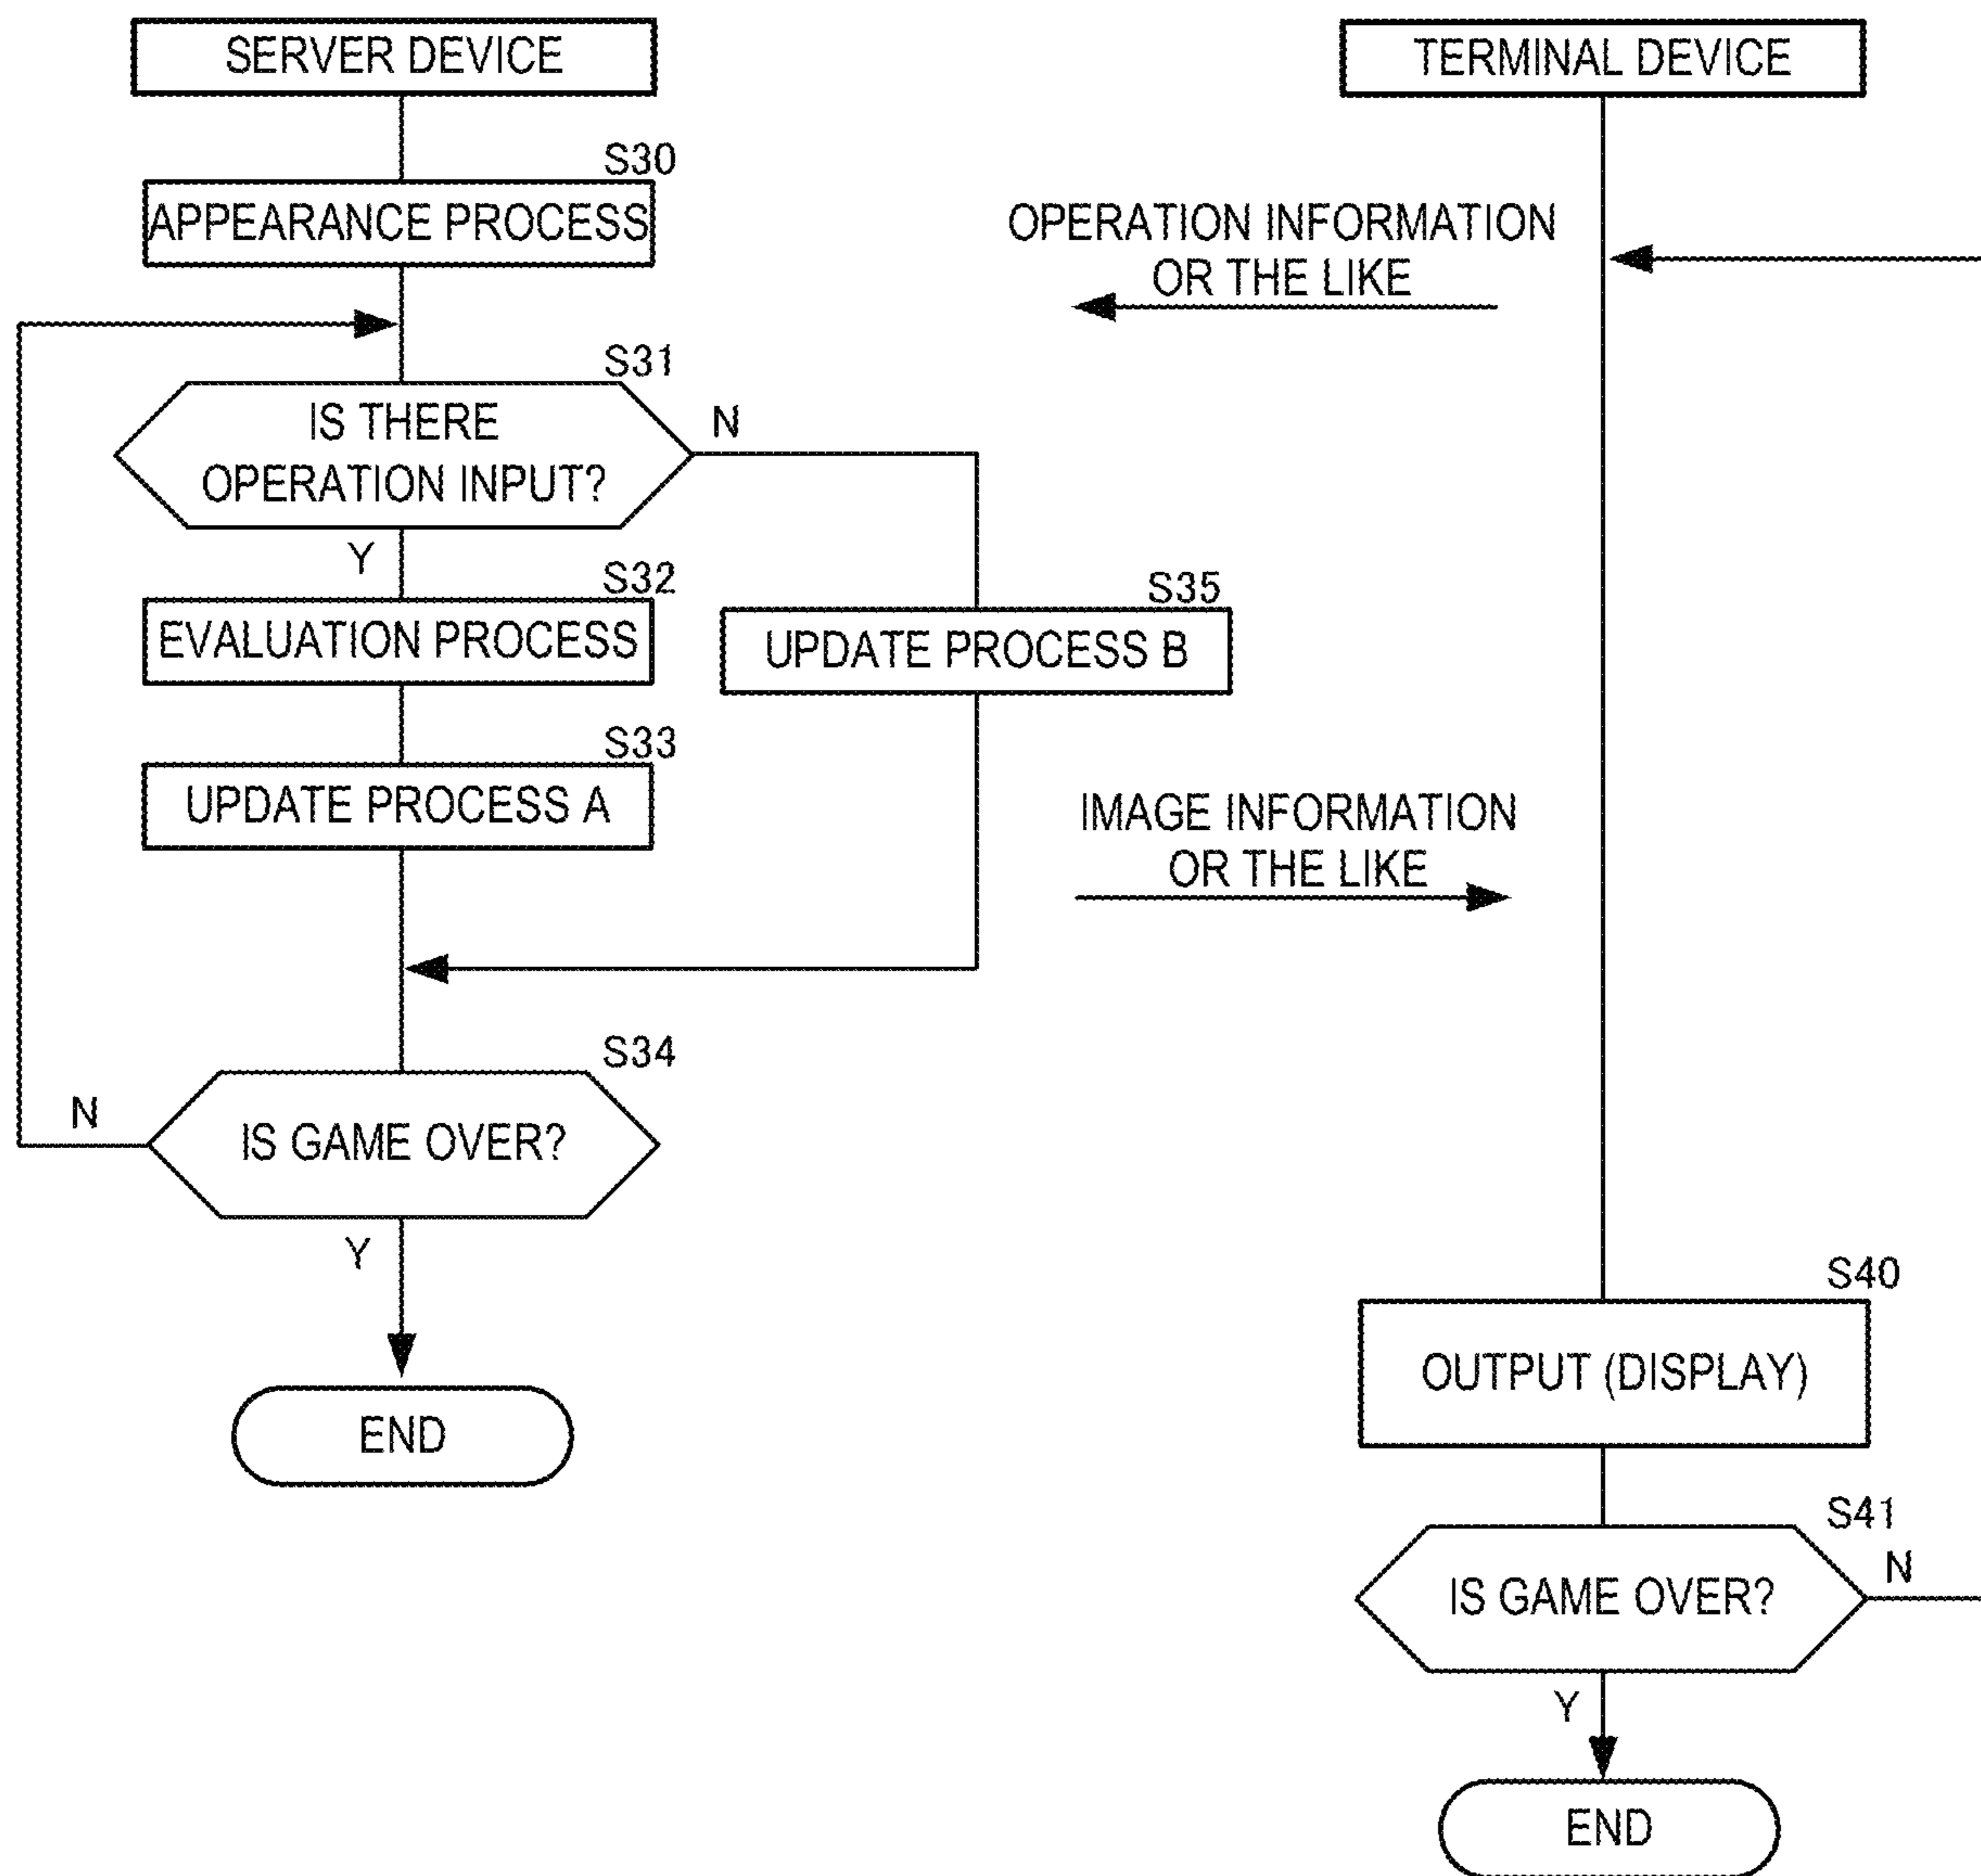 SERVER DEVICE
S30
APPEARANCE PROCESS
S31
IS THERE
OPERATION INPUT?
N
Y
S32
EVALUATION PROCESS
S35
UPDATE PROCESS B
S33
UPDATE PROCESS A
S34
IS GAME OVER?
N
Y
END
OPERATION INFORMATION
OR THE LIKE
IMAGE INFORMATION
OR THE LIKE
TERMINAL DEVICE
S40
OUTPUT (DISPLAY)
S41
IS GAME OVER?
N
Y
END